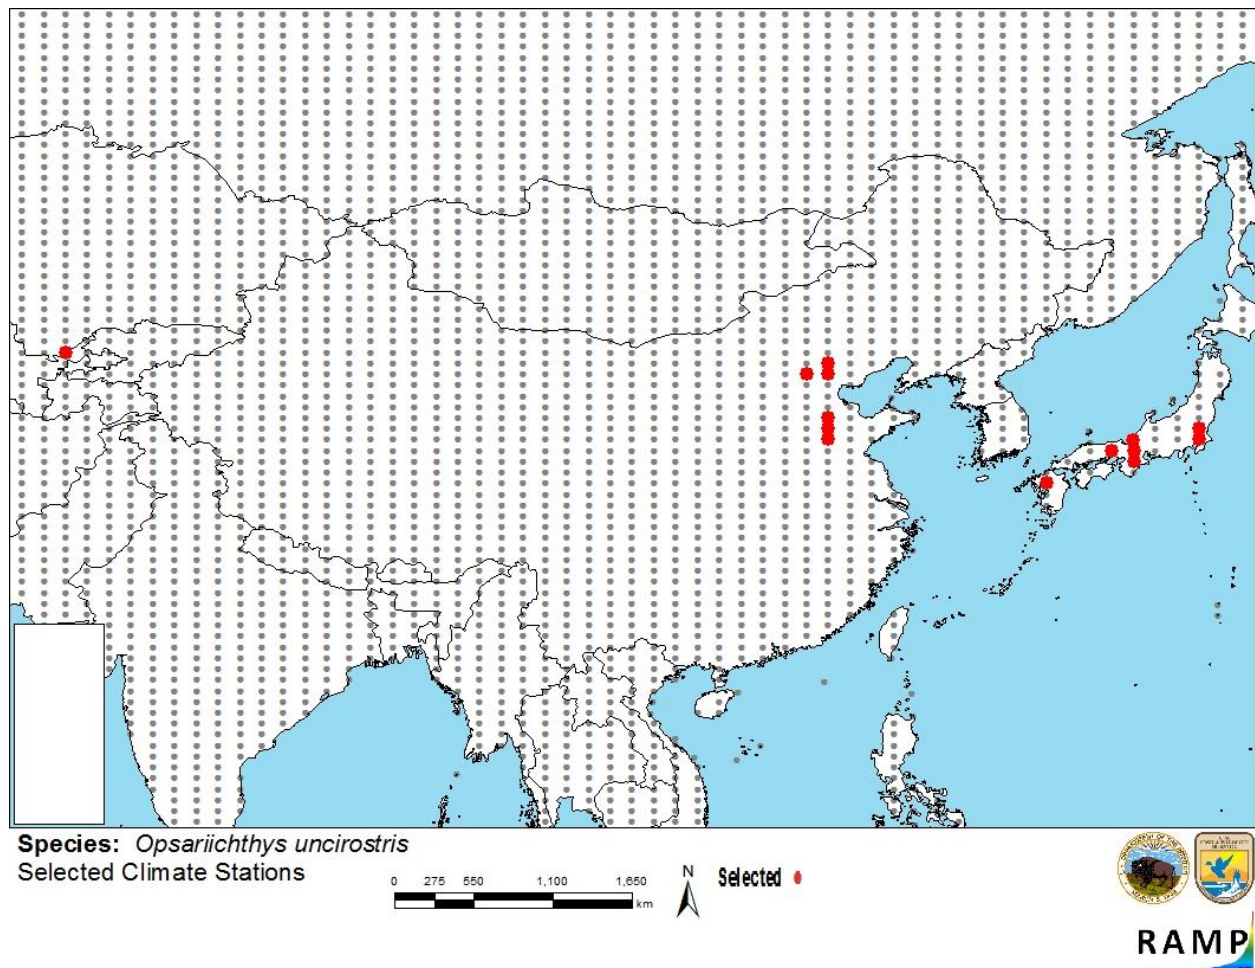 Species: Opsariichthys uncirostris
Selected Climate Stations
0 275 550 1,100 1,650
km
N
Selected
RAMP